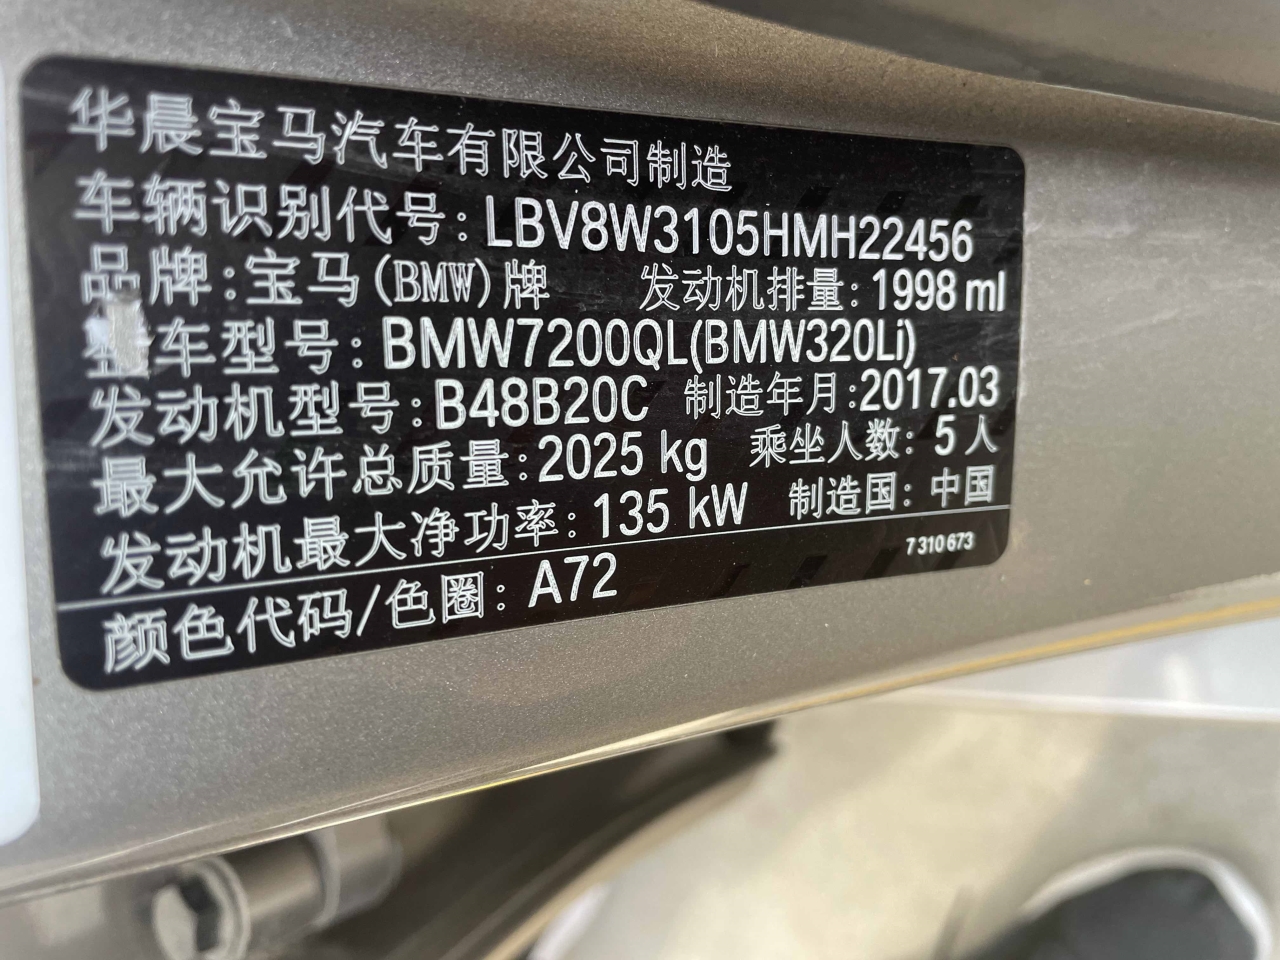 华晨宝马汽车有限公司制造
车辆识别代号：LBV8W3105HMH22456
品牌：宝马(BMW)牌 发动机排量：1998 ml
整车型号：BMW7200QL(BMW320Li)
发动机型号：B48B20C 制造年月：2017.03
最大允许总质量：2025 kg 乘坐人数：5人
发动机最大净功率：135 kW 制造国：中国
7 310 673
颜色代码/色圈：A72